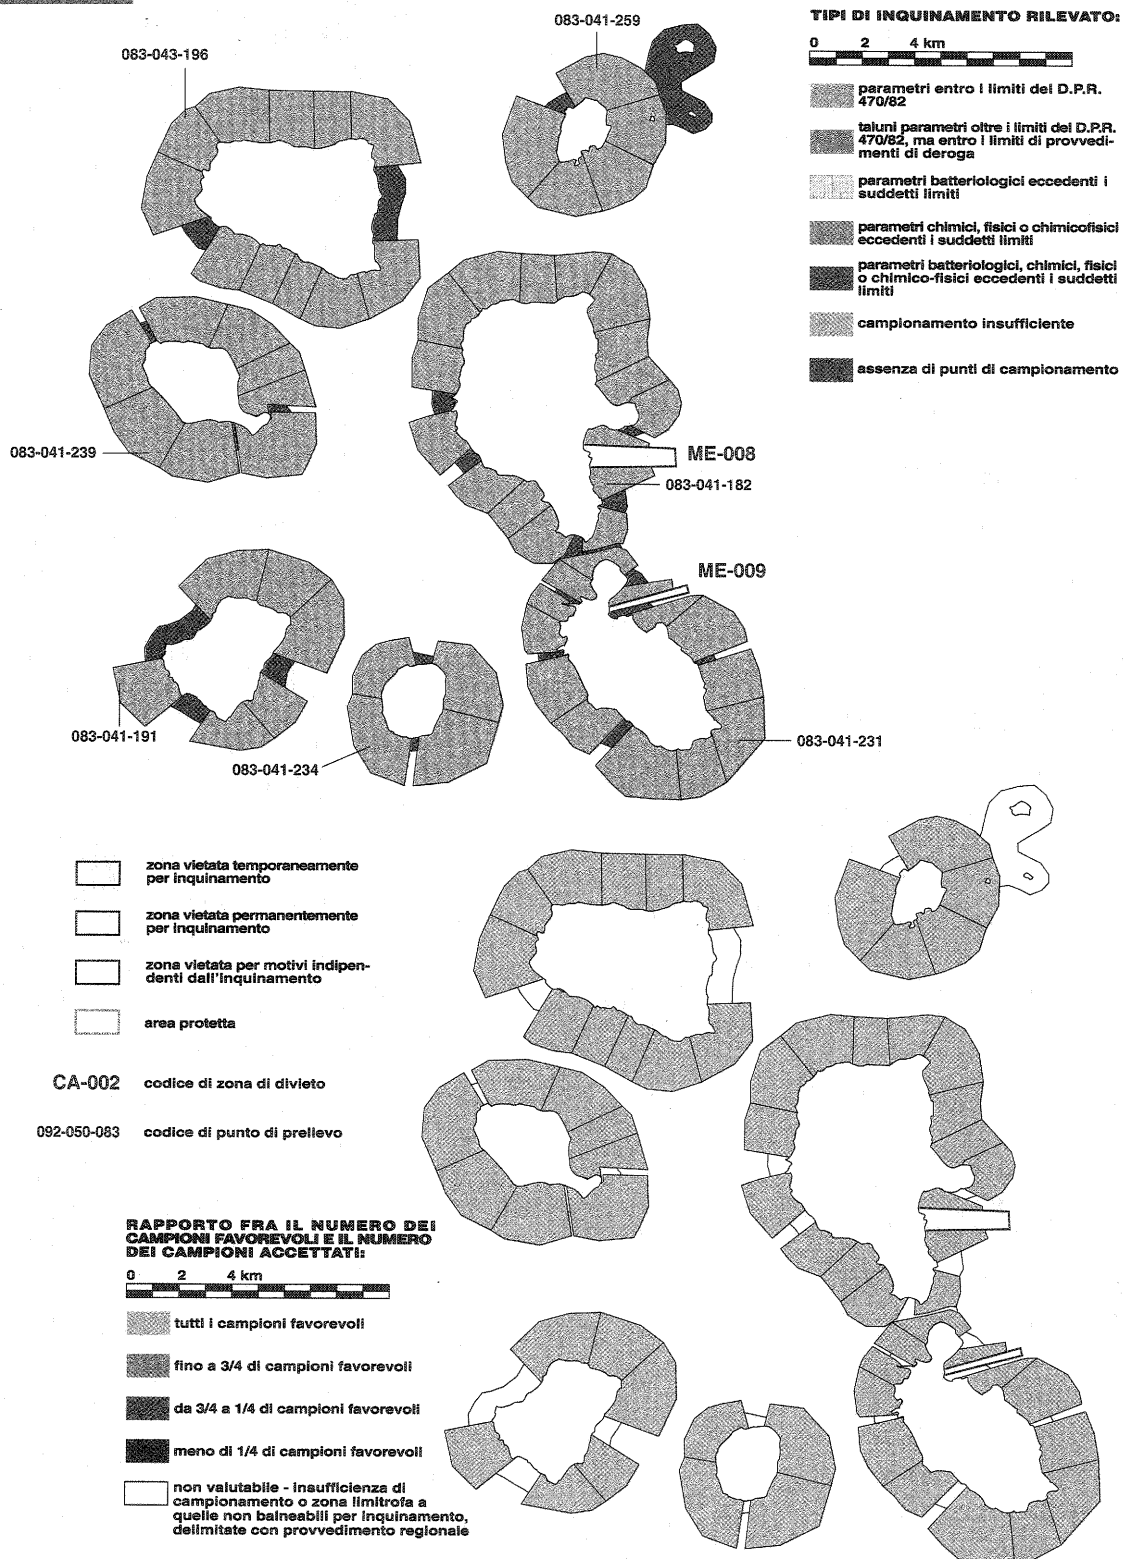 083-041-259
083-043-196
TIPI DI INQUINAMENTO RILEVATO:
0 2 4 km
parametri entro i limiti del D.P.R.
470/82
taluni parametri oltre i limiti del D.P.R.
470/82, ma entro i limiti di provvedi-
menti di deroga
parametri batteriologici eccedenti i
suddetti limiti
parametri chimici, fisici o chimicofisici
eccedenti i suddetti limiti
parametri batteriologici, chimici, fisici
o chimico-fisici eccedenti i suddetti
limiti
campionamento insufficiente
assenza di punti di campionamento
083-041-239
ME-008
083-041-182
ME-009
083-041-191
083-041-234
083-041-231
zona vietata temporaneamente
per inquinamento
zona vietata permanentemente
per inquinamento
zona vietata per motivi indipen-
denti dall'inquinamento
area protetta
CA-002 codice di zona di divieto
092-050-083 codice di punto di prelievo
RAPPORTO FRA IL NUMERO DEI
CAMPIONI FAVOREVOLI E IL NUMERO
DEI CAMPIONI ACCETTATI:
0 2 4 km
tutti i campioni favorevoli
fino a 3/4 di campioni favorevoli
da 3/4 a 1/4 di campioni favorevoli
meno di 1/4 di campioni favorevoli
non valutabile - insufficienza di
campionamento o zona limitrofa a
quelle non balneabili per inquinamento,
delimitate con provvedimento regionale